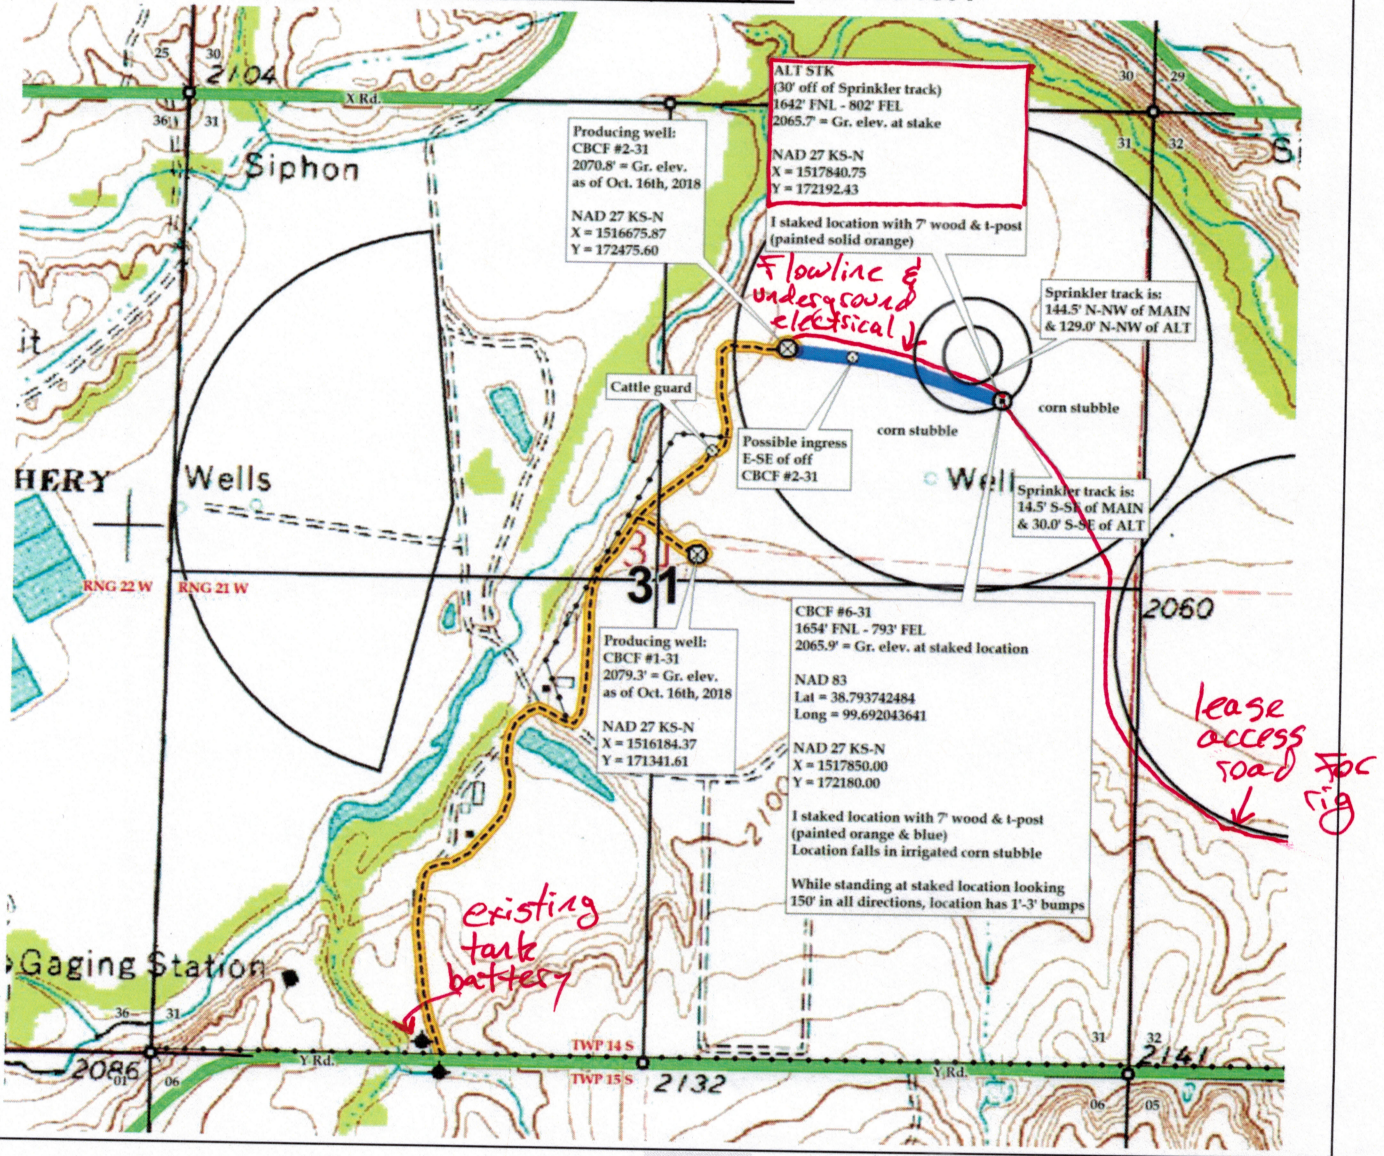 25
30
2104
X Rd.
36
31
30
29
31
32
Siphon
Producing well:
CBCF #2-31
2070.8' = Gr. elev.
as of Oct. 16th, 2018
NAD 27 KS-N
X = 1516675.87
Y = 172475.60
ALT STK
(30' off of Sprinkler track)
1642' FNL - 802' FEL
2065.7' = Gr. elev. at stake
NAD 27 KS-N
X = 1517840.75
Y = 172192.43
I staked location with 7' wood & t-post
(painted solid orange)
Flowline &
underground
electrical
Sprinkler track is:
144.5' N-NW of MAIN
& 129.0' N-NW of ALT
Cattle guard
corn stubble
corn stubble
Possible ingress
E-SE of off
CBCF #2-31
HERY
Wells
Well
Sprinkler track is:
14.5' S-SE of MAIN
& 30.0' S-SE of ALT
31
31
RNG 22 W
RNG 21 W
2060
Producing well:
CBCF #1-31
2079.3' = Gr. elev.
as of Oct. 16th, 2018
NAD 27 KS-N
X = 1516184.37
Y = 171341.61
CBCF #6-31
1654' FNL - 793' FEL
2065.9' = Gr. elev. at staked location
NAD 83
Lat = 38.793742484
Long = 99.692043641
NAD 27 KS-N
X = 1517850.00
Y = 172180.00
I staked location with 7' wood & t-post
(painted orange & blue)
Location falls in irrigated corn stubble
While standing at staked location looking
150' in all directions, location has 1'-3' bumps
lease
access
road For
rig
2100
existing
tank
battery
Gaging Station
36
31
31
32
TWP 14 S
2086
01
06
Y Rd.
TWP 15 S
2132
Y Rd.
2141
06
05